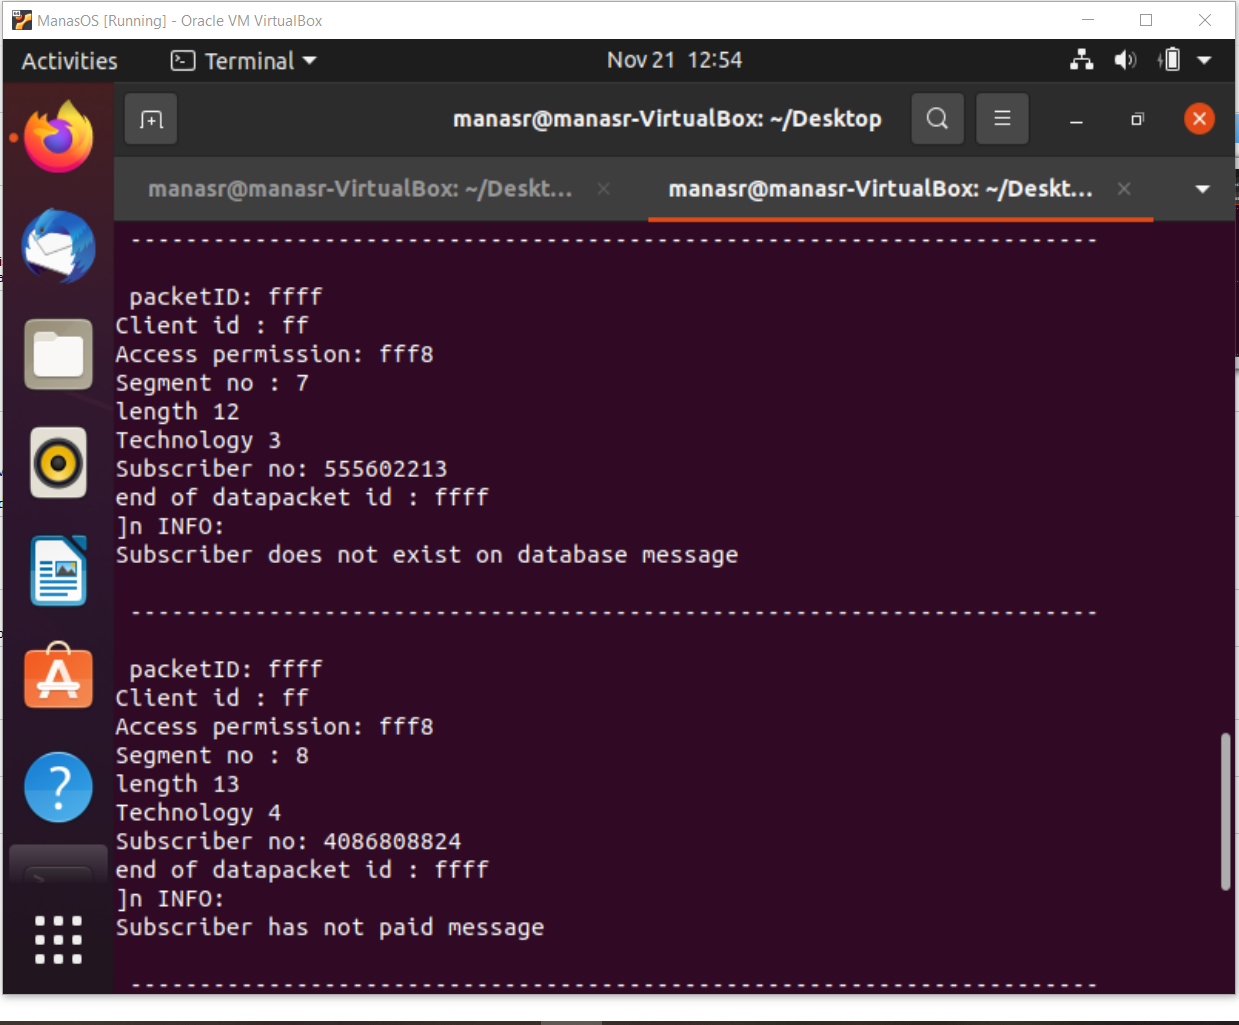 ManasOS [Running] - Oracle VM VirtualBox
Activities Terminal Nov 21 12:54
manasr@manasr-VirtualBox: ~/Desktop
manasr@manasr-VirtualBox: ~/Deskt... manasr@manasr-VirtualBox: ~/Deskt...
----------------------------------------------------------------------
packetID: ffff
Client id : ff
Access permission: fff8
Segment no : 7
length 12
Technology 3
Subscriber no: 555602213
end of datapacket id : ffff
]n INFO:
Subscriber does not exist on database message
----------------------------------------------------------------------
packetID: ffff
Client id : ff
Access permission: fff8
Segment no : 8
length 13
Technology 4
Subscriber no: 4086808824
end of datapacket id : ffff
]n INFO:
Subscriber has not paid message
----------------------------------------------------------------------